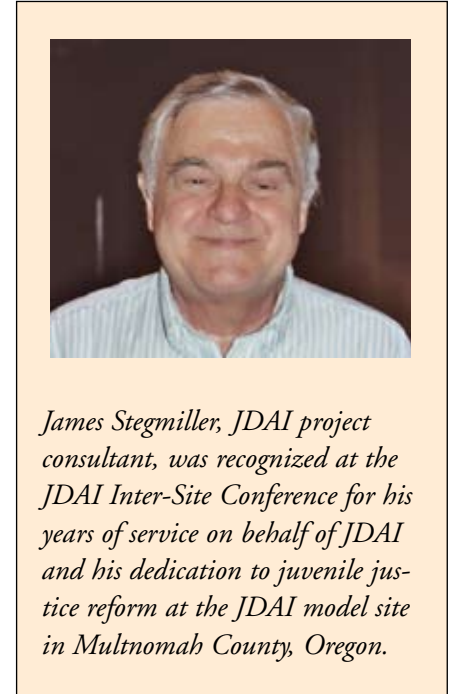 James Stegmiller, JDAI project
consultant, was recognized at the
JDAI Inter-Site Conference for his
years of service on behalf of JDAI
and his dedication to juvenile jus-
tice reform at the JDAI model site
in Multnomah County, Oregon.